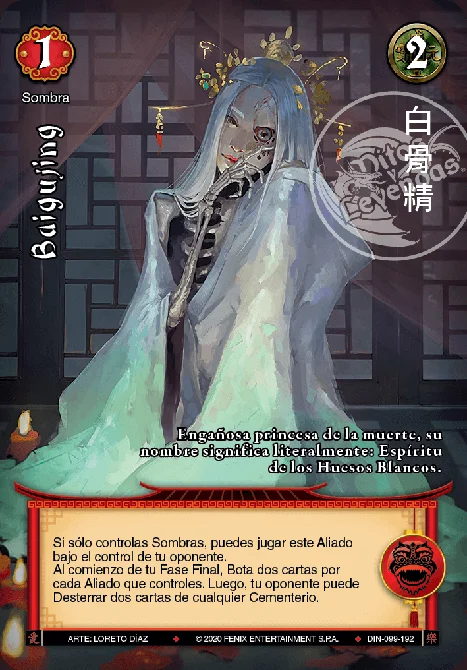 1
2
Sombra
Baigujing
白骨精
Mitos y Leyendas
Engañosa princesa de la muerte, su
nombre significa literalmente: Espíritu
de los Huesos Blancos.
Si sólo controlas Sombras, puedes jugar este Aliado
bajo el control de tu oponente.
Al comienzo de tu Fase Final, Bota dos cartas por
cada Aliado que controles. Luego, tu oponente puede
Desterrar dos cartas de cualquier Cementerio.
ARTE: LORETO DÍAZ
© 2020 FENIX ENTERTAINMENT S.P.A.
DIN-099-192
樂